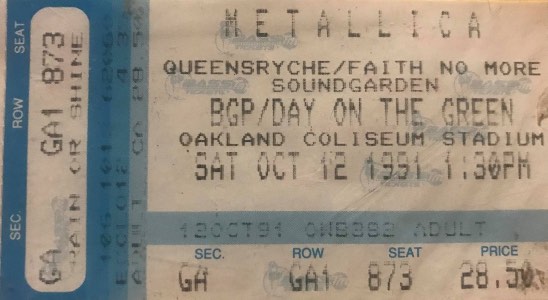 METALLICA
QUEENSRYCHE/FAITH NO MORE
SOUNDGARDEN
BGP/DAY ON THE GREEN
OAKLAND COLISEUM STADIUM
SAT OCT 12 1991 1:30PM
12OCT91 ADULT
SEC. ROW SEAT PRICE
GA GA1 873 28.50
SEC ROW SEAT
GA GA1 873
RAIN OR SHINE